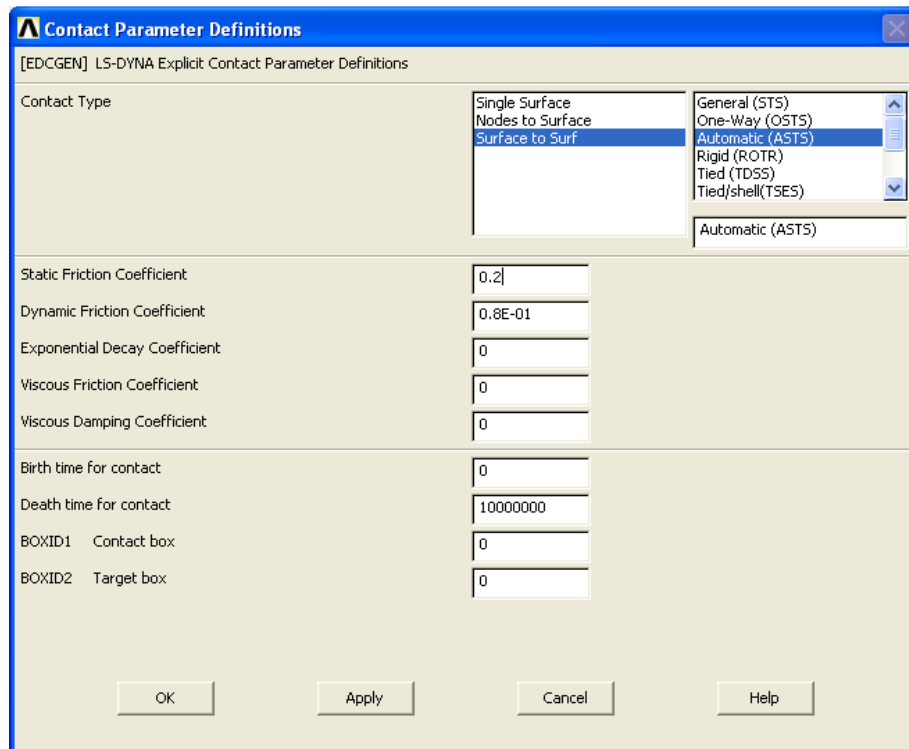 Contact Parameter Definitions
[EDCGEN] LS-DYNA Explicit Contact Parameter Definitions
Contact Type
Single Surface
Nodes to Surface
Surface to Surf
General (STS)
One-Way (OSTS)
Automatic (ASTS)
Rigid (ROTR)
Tied (TDSS)
Tied/shell(TSES)
Automatic (ASTS)
Static Friction Coefficient 0.2
Dynamic Friction Coefficient 0.8E-01
Exponential Decay Coefficient 0
Viscous Friction Coefficient 0
Viscous Damping Coefficient 0
Birth time for contact 0
Death time for contact 10000000
BOXID1 Contact box 0
BOXID2 Target box 0
OK Apply Cancel Help